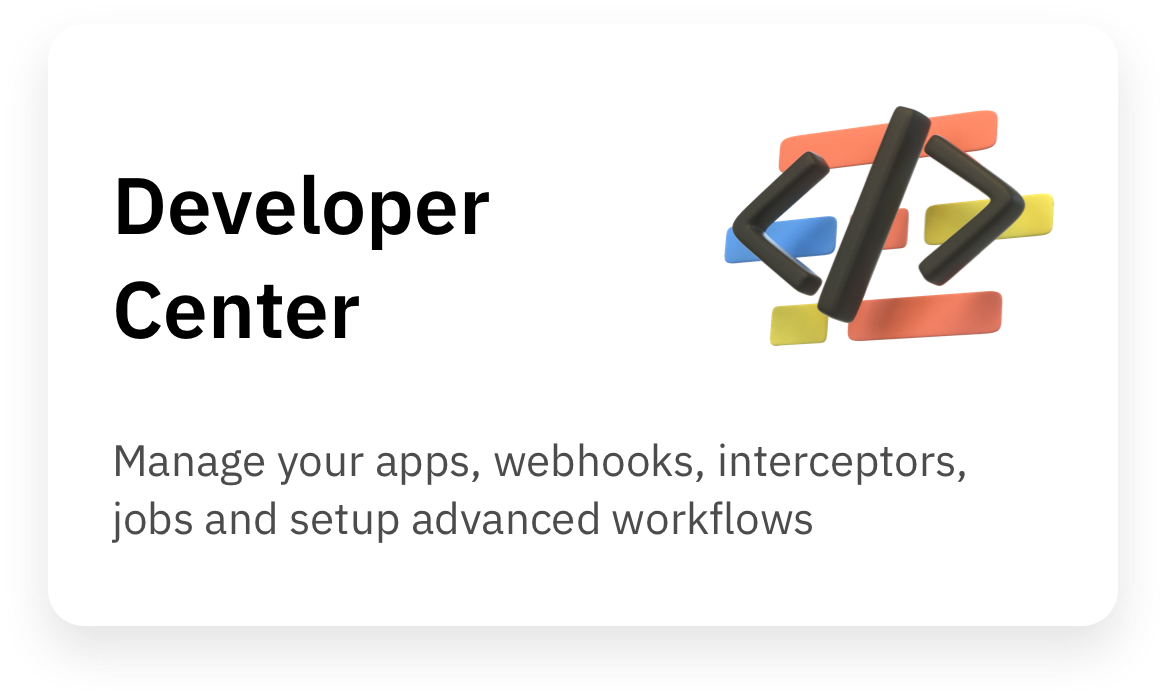 Developer
Center
Manage your apps, webhooks, interceptors,
jobs and setup advanced workflows